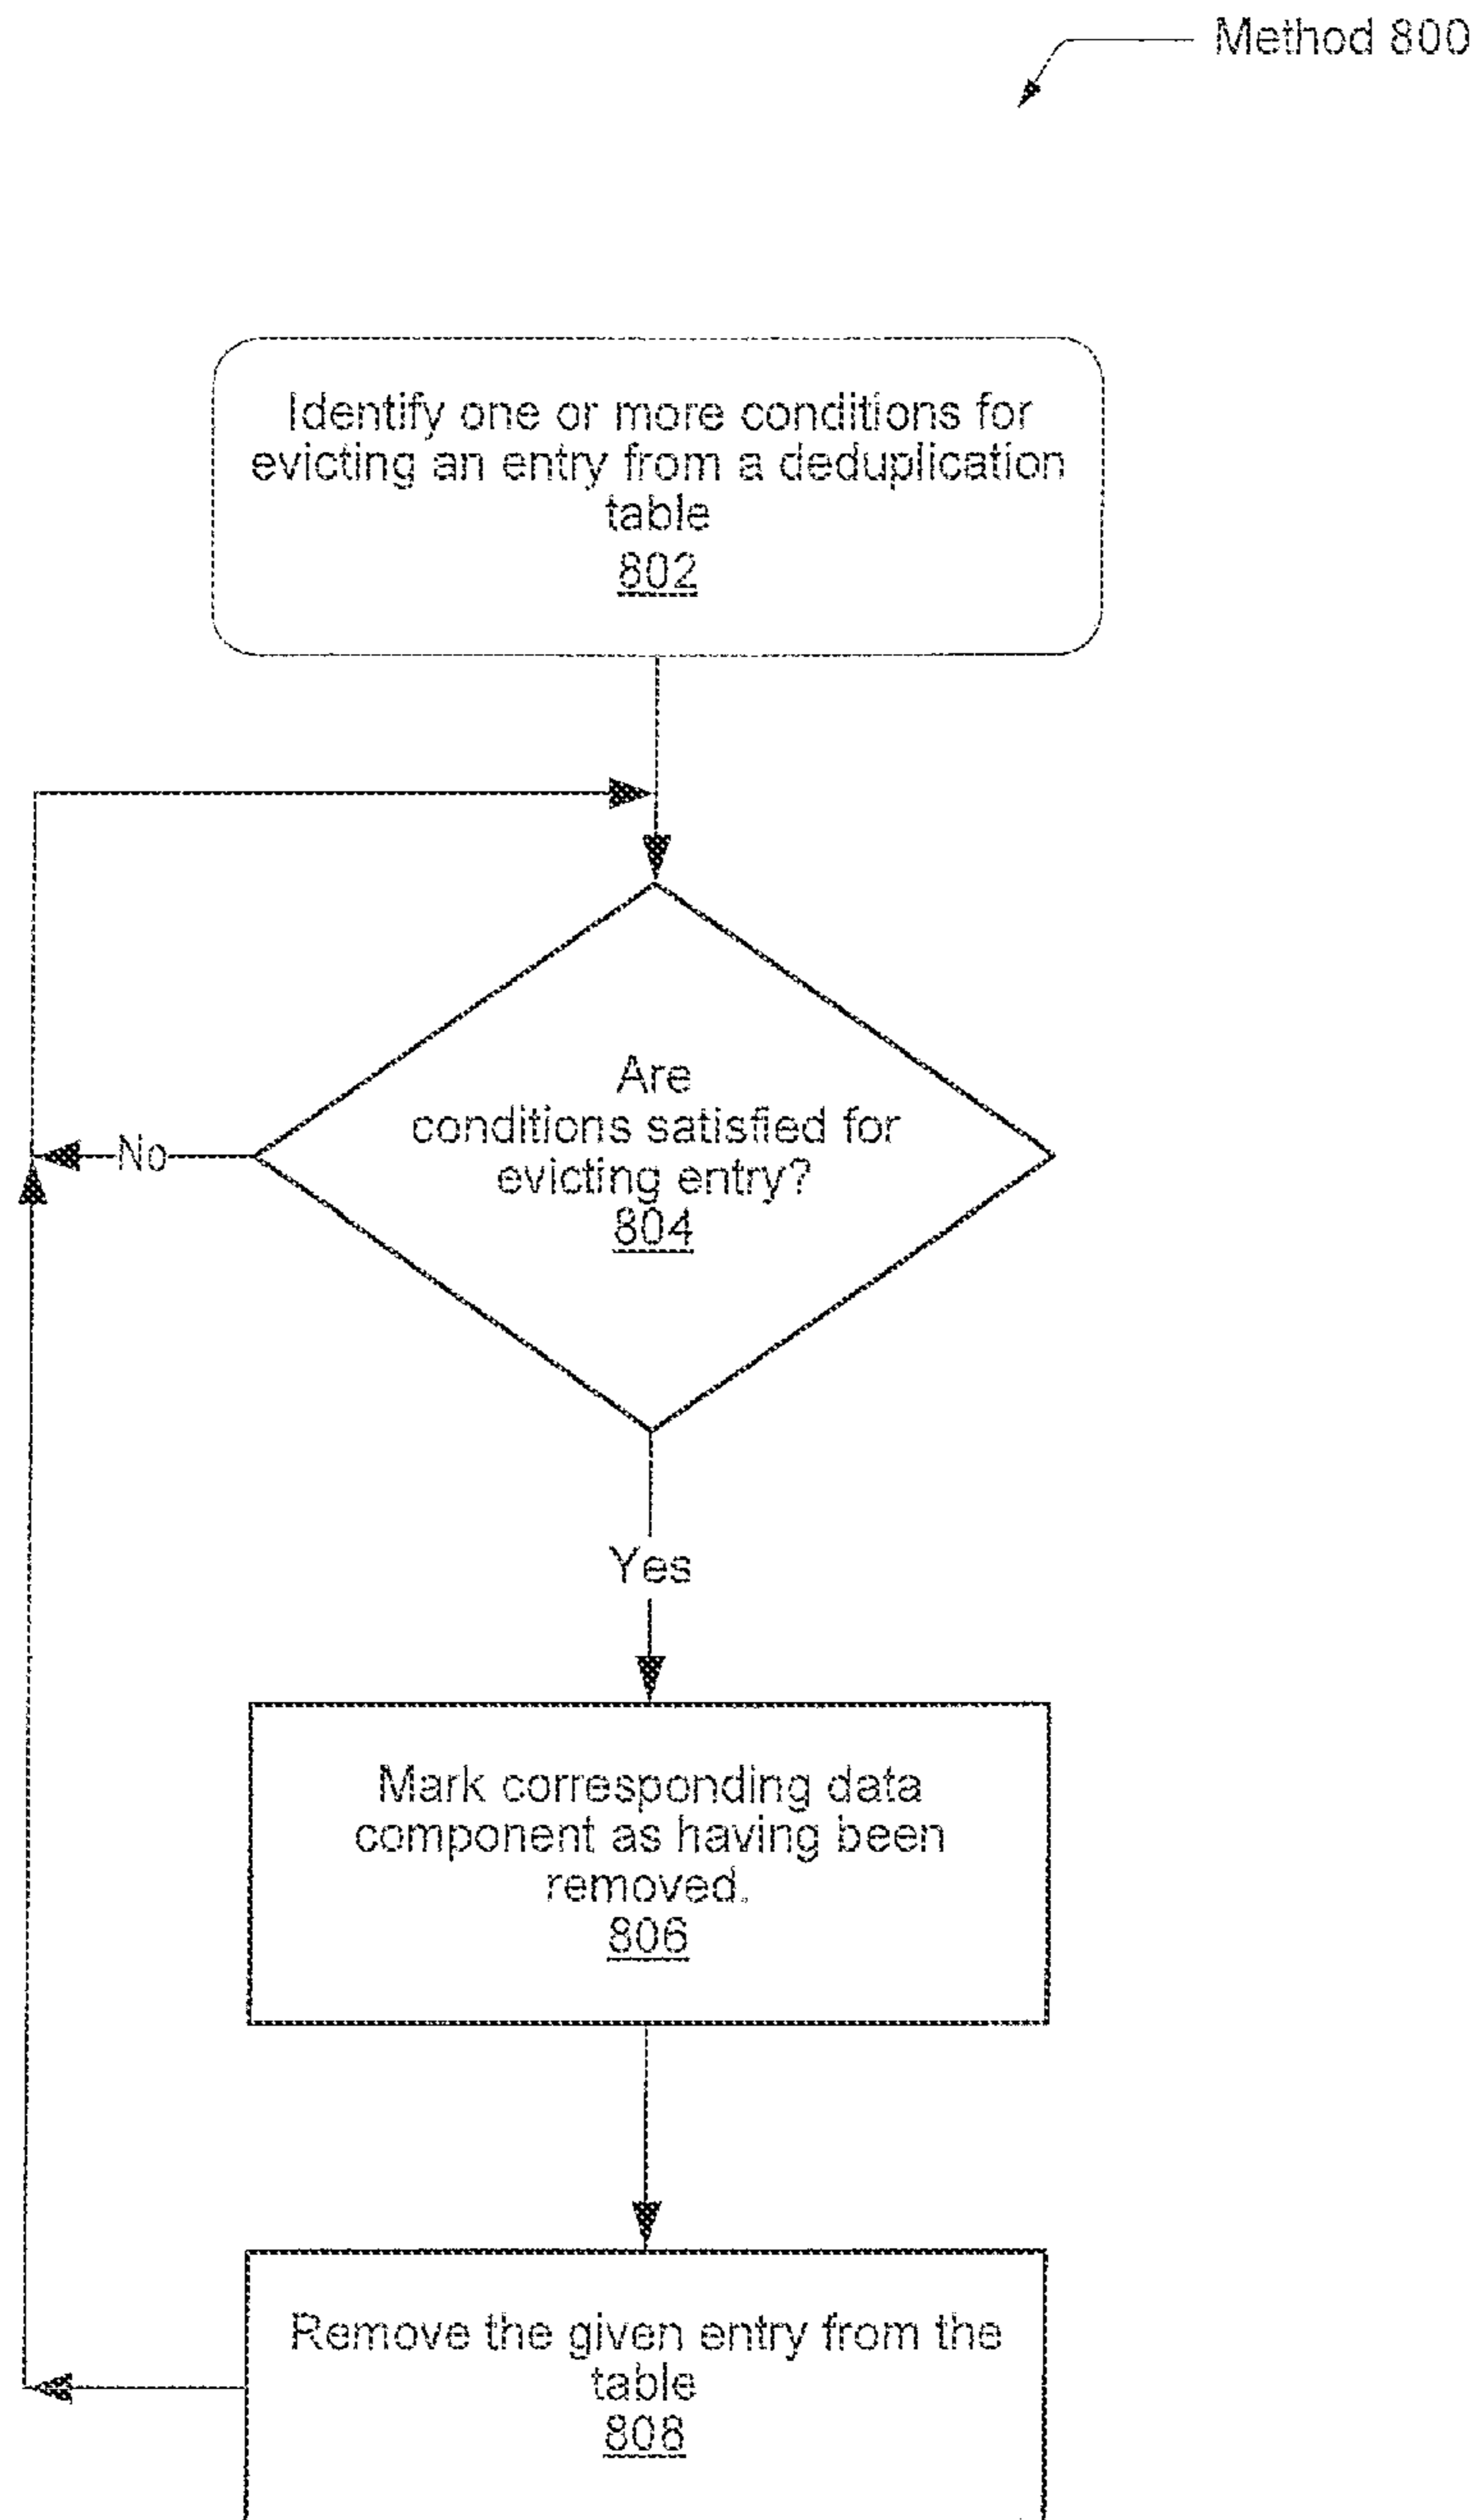 Method 800
Identify one or more conditions for
evicting an entry from a deduplication
table
802
Are
conditions satisfied for
evicting entry?
804
No
Yes
Mark corresponding data
component as having been
removed.
806
Remove the given entry from the
table
808